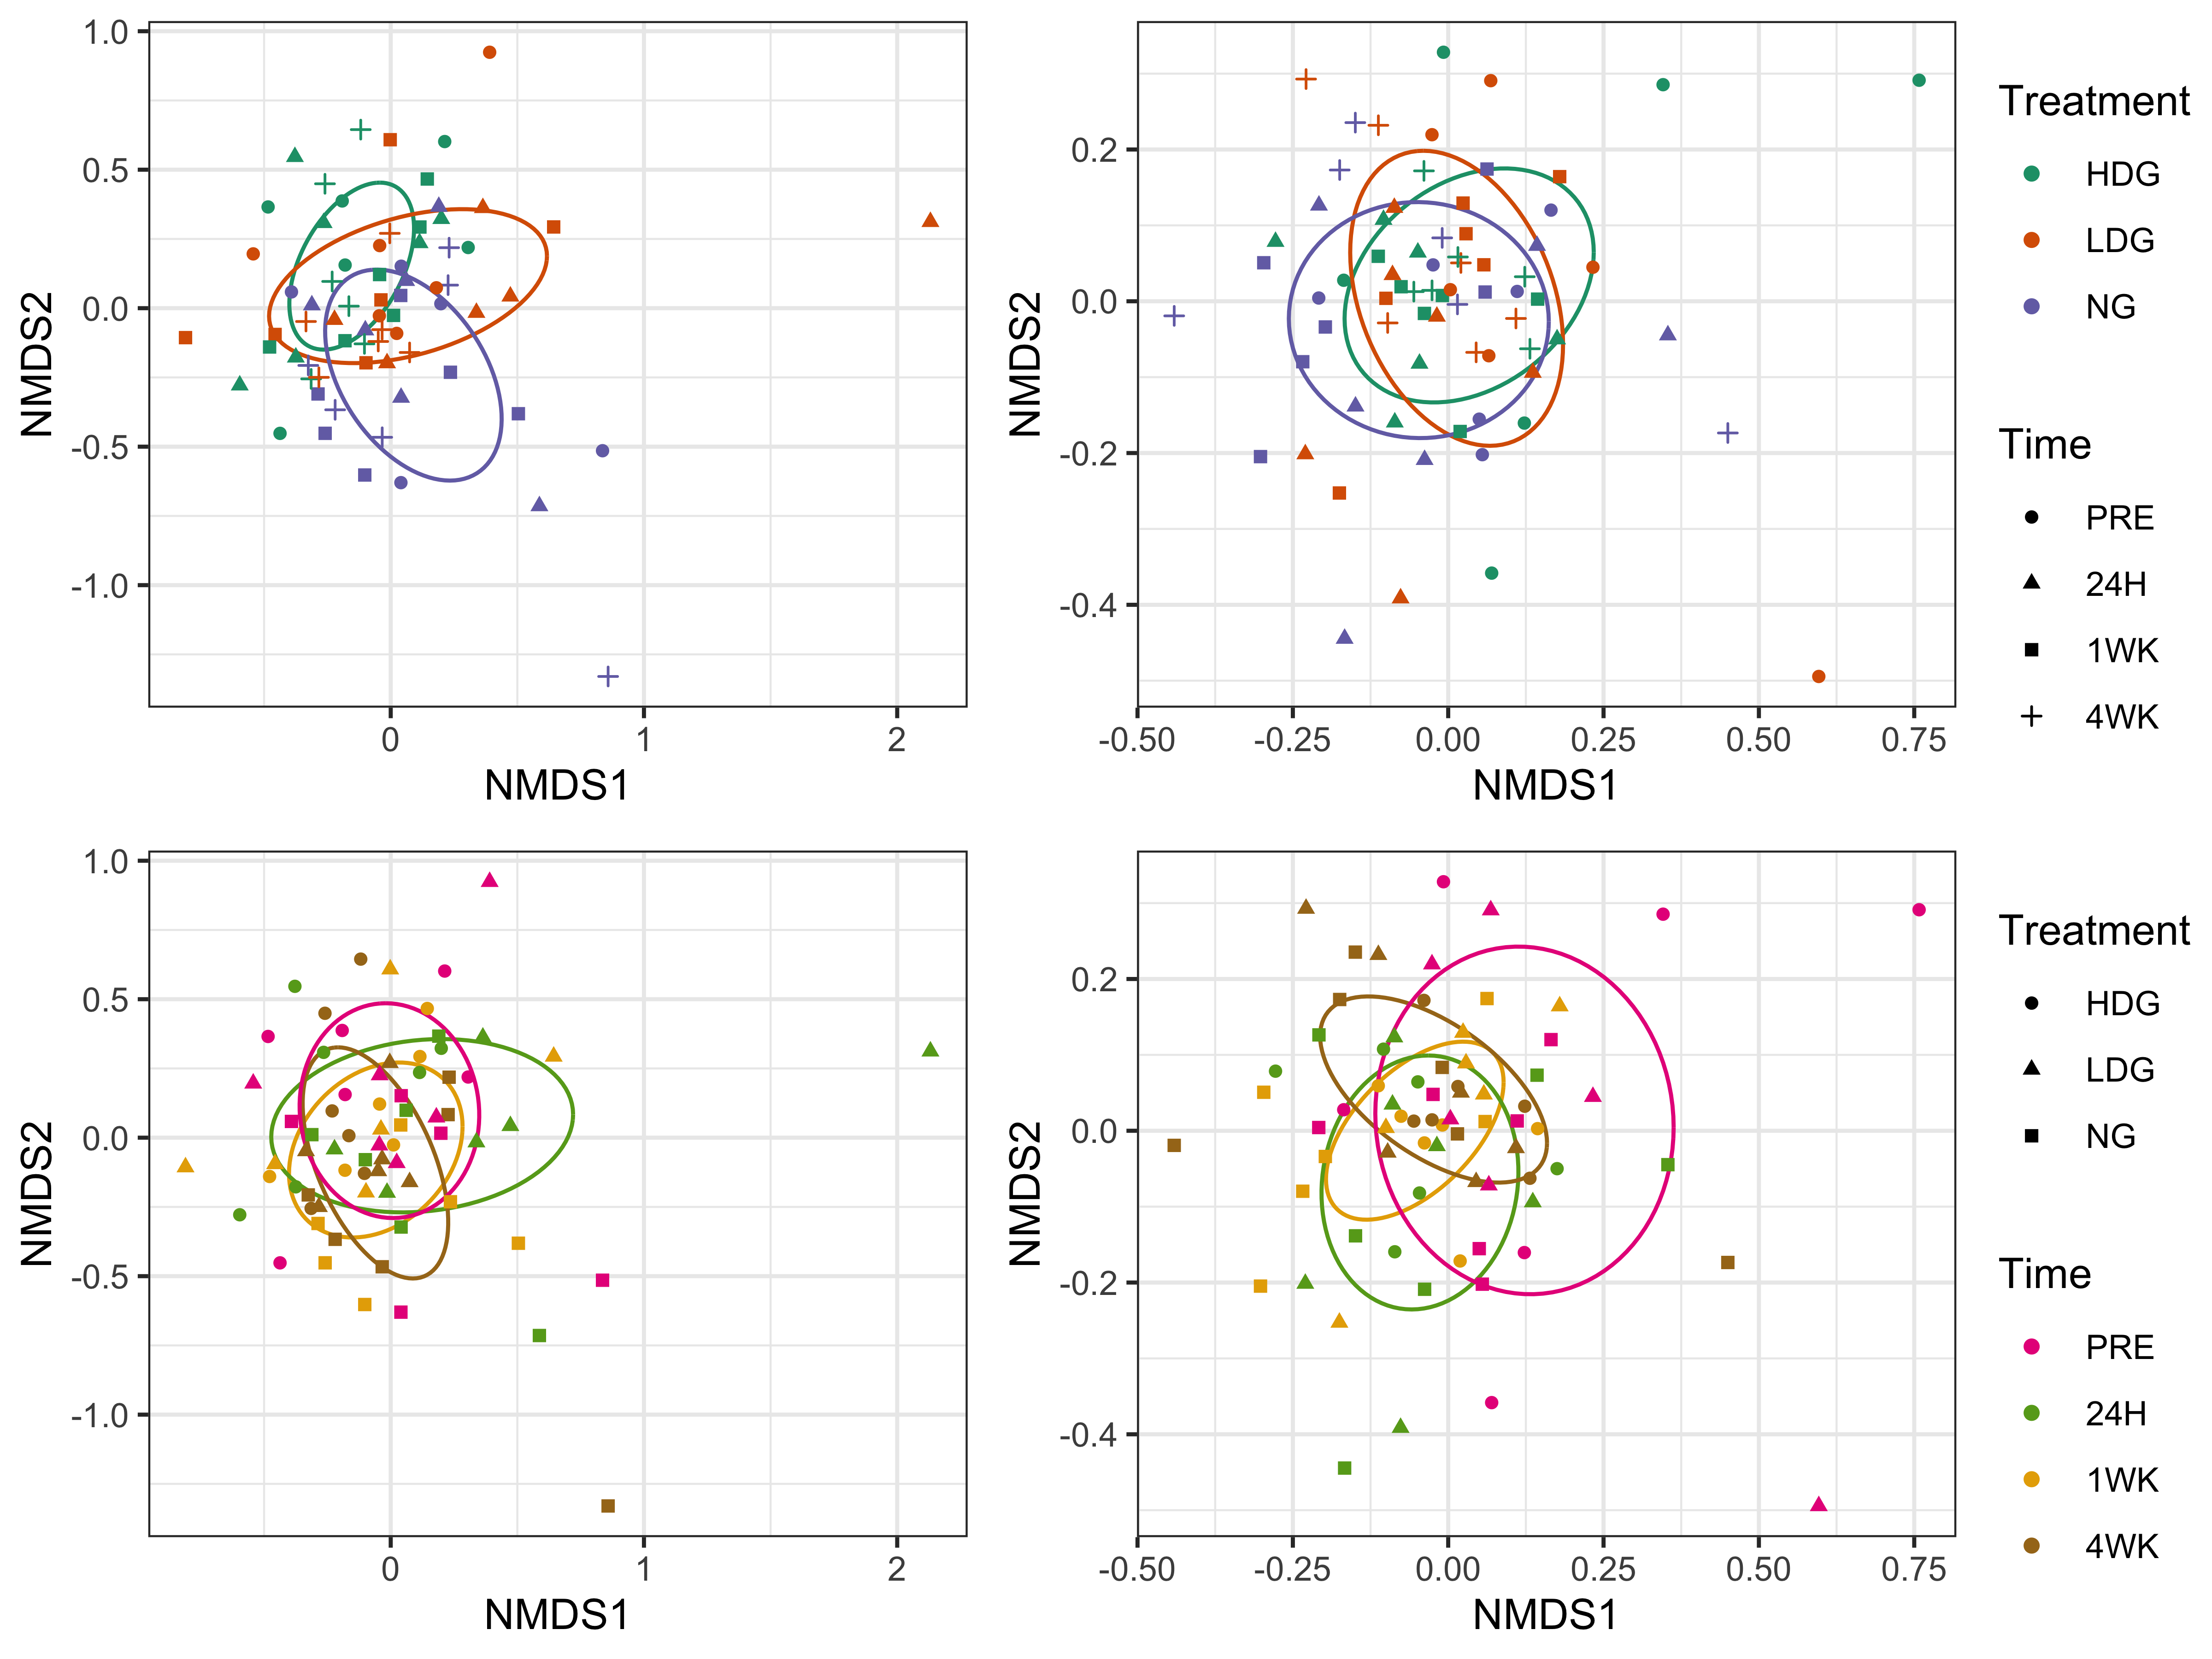 1.0
0.5
0.0
-0.5
-1.0
NMDS2
0
1
2
NMDS1
0.2
0.0
-0.2
-0.4
NMDS2
-0.50
-0.25
0.00
0.25
0.50
0.75
NMDS1
Treatment
HDG
LDG
NG
Time
PRE
24H
1WK
4WK
1.0
0.5
0.0
-0.5
-1.0
NMDS2
0
1
2
NMDS1
0.2
0.0
-0.2
-0.4
NMDS2
-0.50
-0.25
0.00
0.25
0.50
0.75
NMDS1
Treatment
HDG
LDG
NG
Time
PRE
24H
1WK
4WK